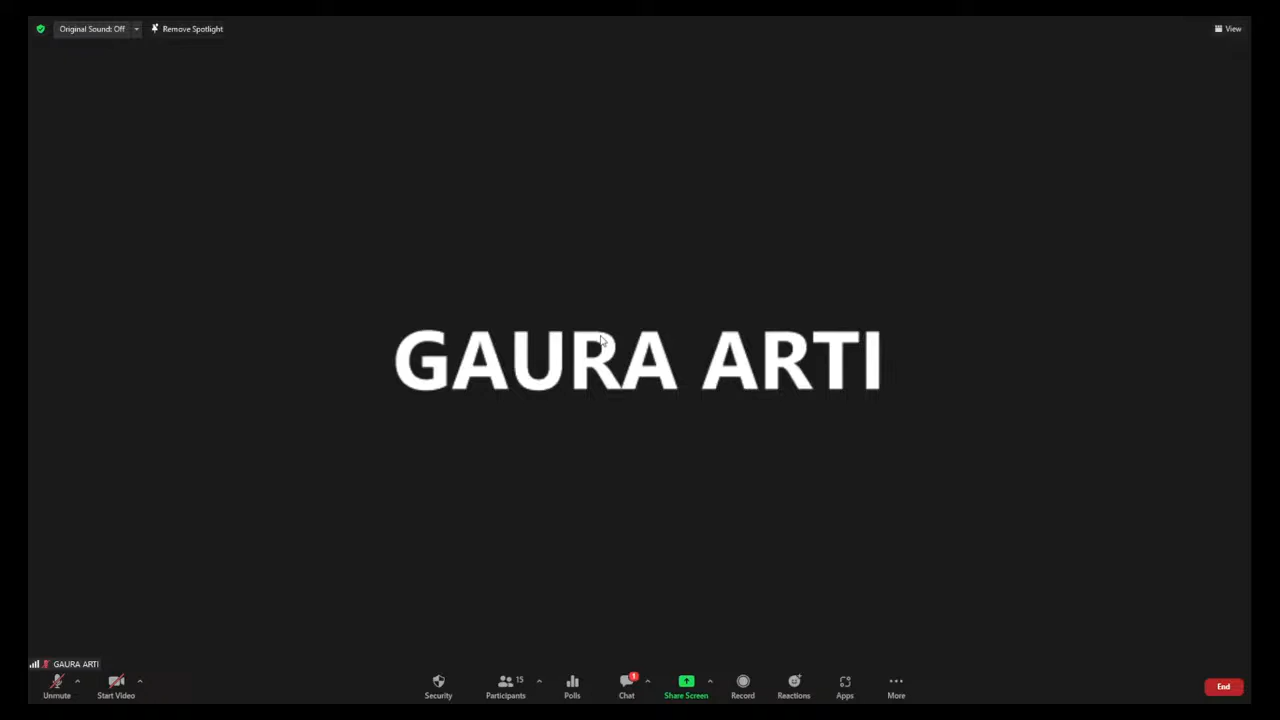 Original Sound: Off
Remove Spotlight
View
GAURA ARTI
GAURA ARTI
Unmute
Start Video
Security
Participants 15
Polls
Chat 1
Share Screen
Record
Reactions
Apps
More
End